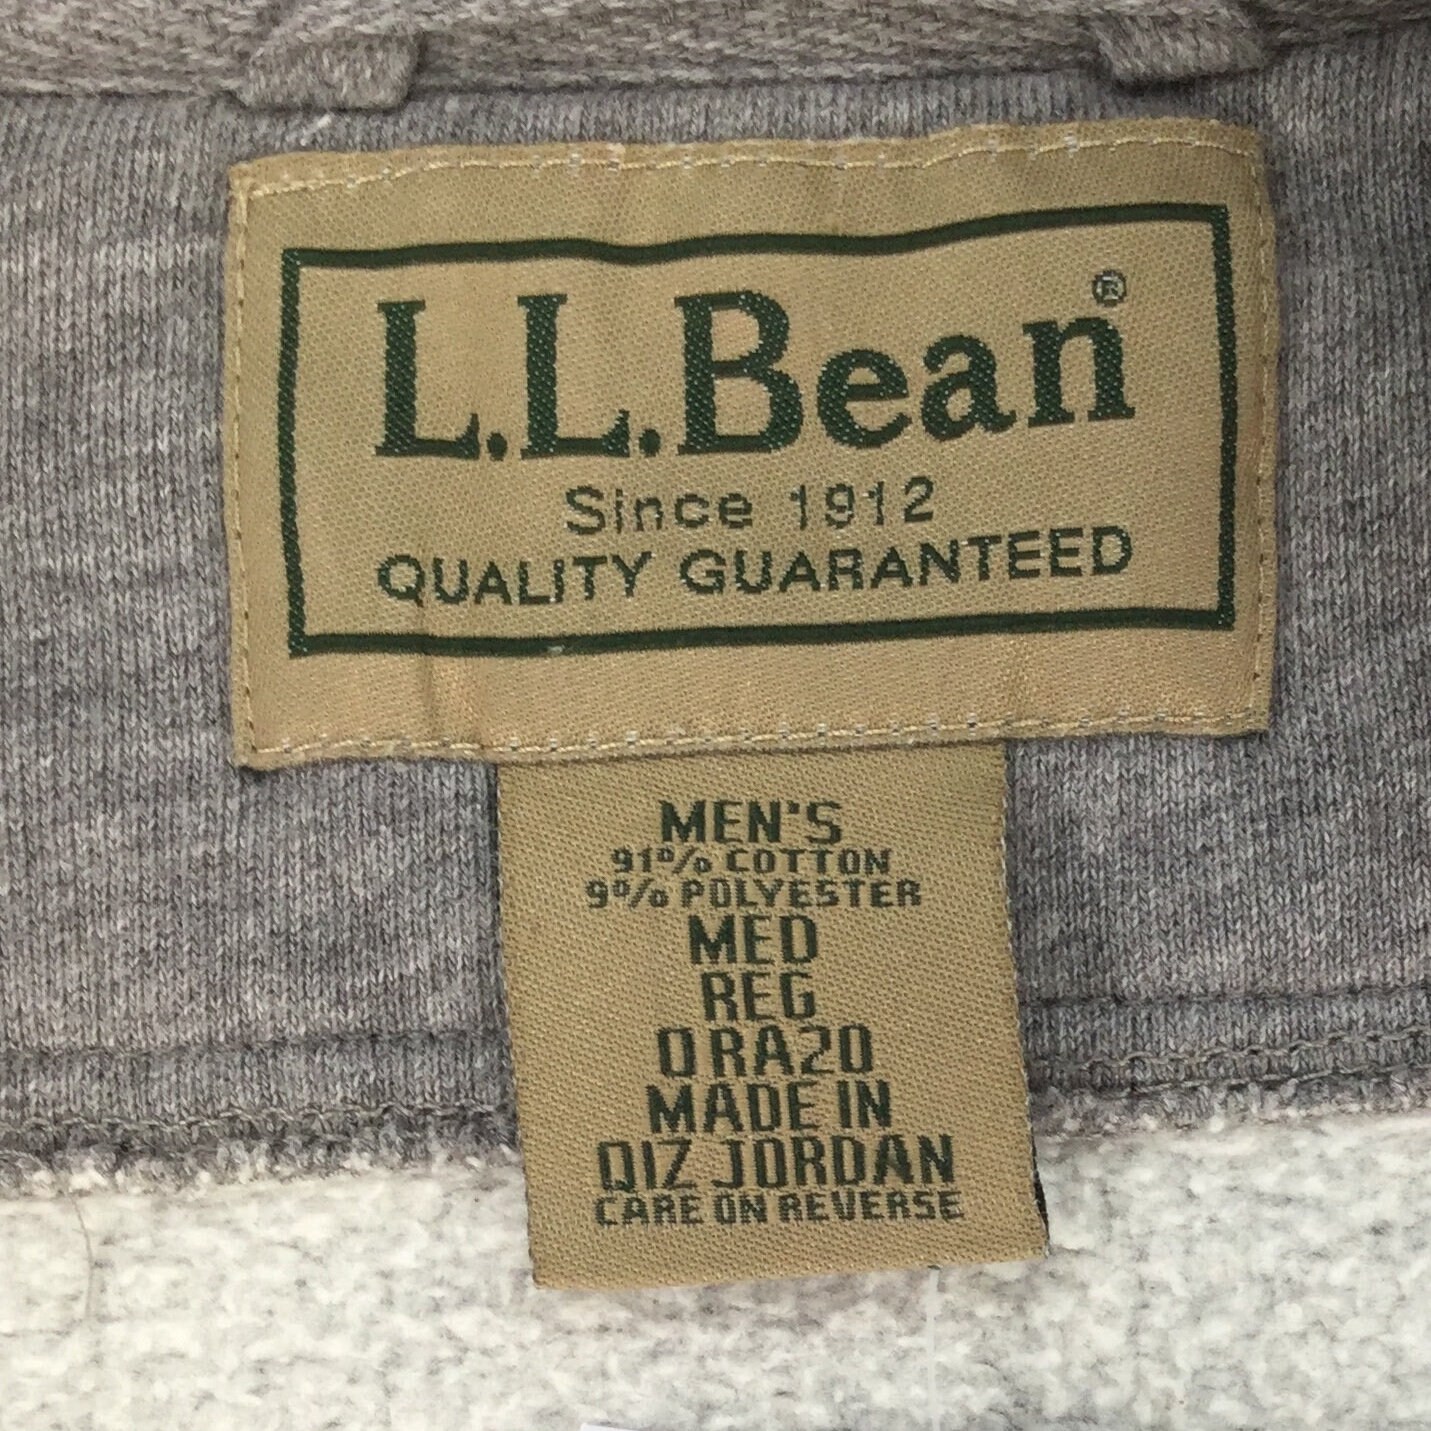 L.L.Bean®
Since 1912
QUALITY GUARANTEED
MEN'S
91% COTTON
9% POLYESTER
MED
REG
0RA20
MADE IN
QIZ JORDAN
CARE ON REVERSE